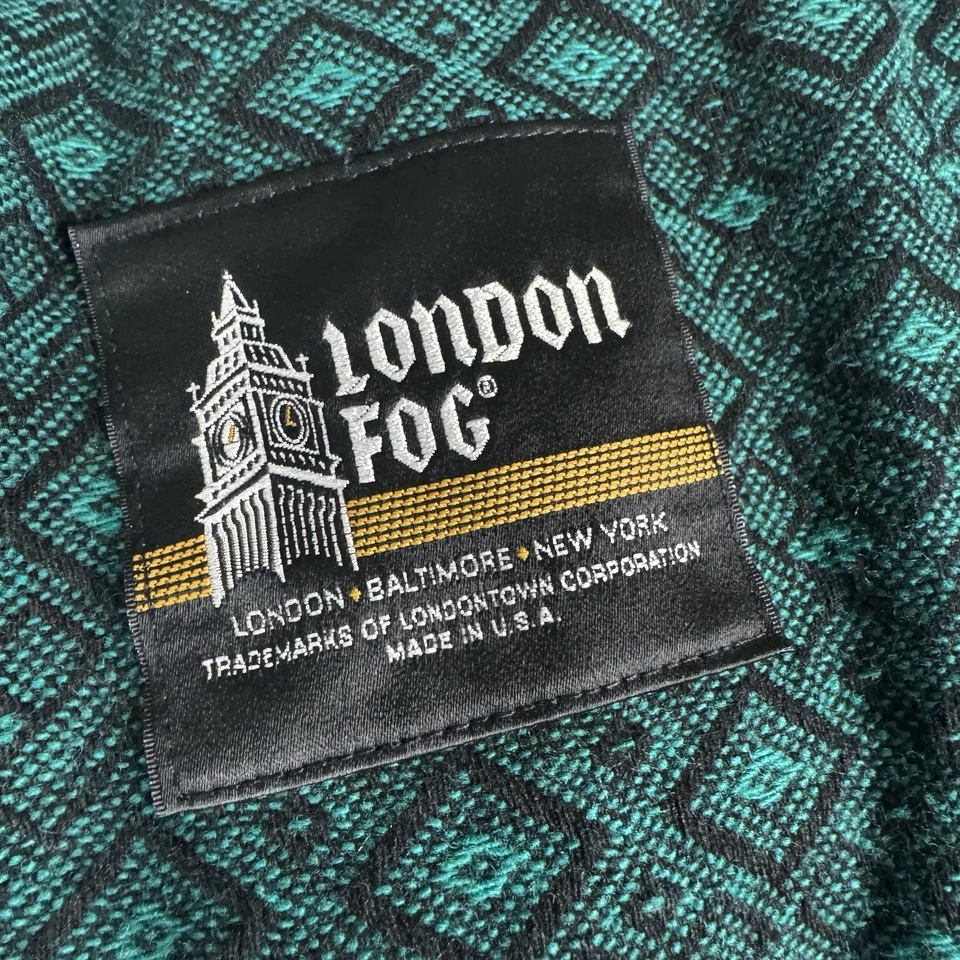 LONDON
FOG®
LONDON • BALTIMORE • NEW YORK
TRADEMARKS OF LONDONTOWN CORPORATION
MADE IN U.S.A.